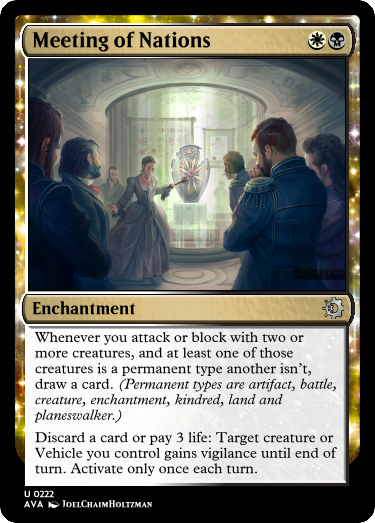 Meeting of Nations
Enchantment
Whenever you attack or block with two or
more creatures, and at least one of those
creatures is a permanent type another isn't,
draw a card. (Permanent types are artifact, battle,
creature, enchantment, kindred, land and
planeswalker.)
Discard a card or pay 3 life: Target creature or
Vehicle you control gains vigilance until end of
turn. Activate only once each turn.
U 0222
AVA JoelChaimHoltzman